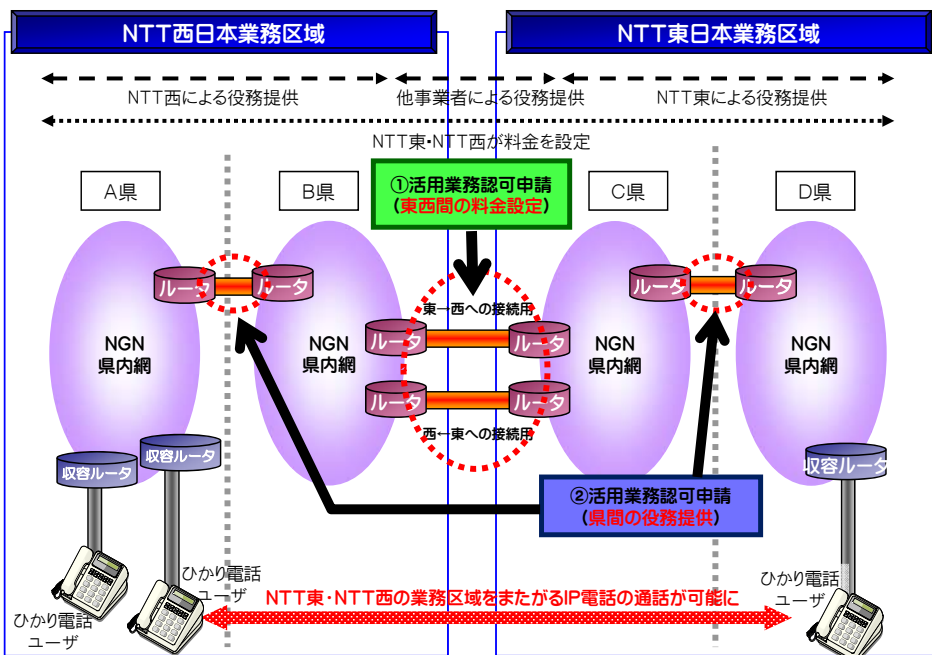 NTT西日本業務区域
NTT東日本業務区域
NTT西による役務提供
他事業者による役務提供
NTT東による役務提供
NTT東・NTT西が料金を設定
A県
B県
①活用業務認可申請
(東西間の料金設定)
C県
D県
ルータ
ルータ
ルータ
ルータ
東→西への接続用
NGN
県内網
NGN
県内網
ルータ
ルータ
NGN
県内網
NGN
県内網
ルータ
ルータ
西←東への接続用
収容ルータ
収容ルータ
収容ルータ
②活用業務認可申請
(県間の役務提供)
ひかり電話
ユーザ
ひかり電話
ユーザ
ひかり電話
ユーザ
NTT東・NTT西の業務区域をまたがるIP電話の通話が可能に